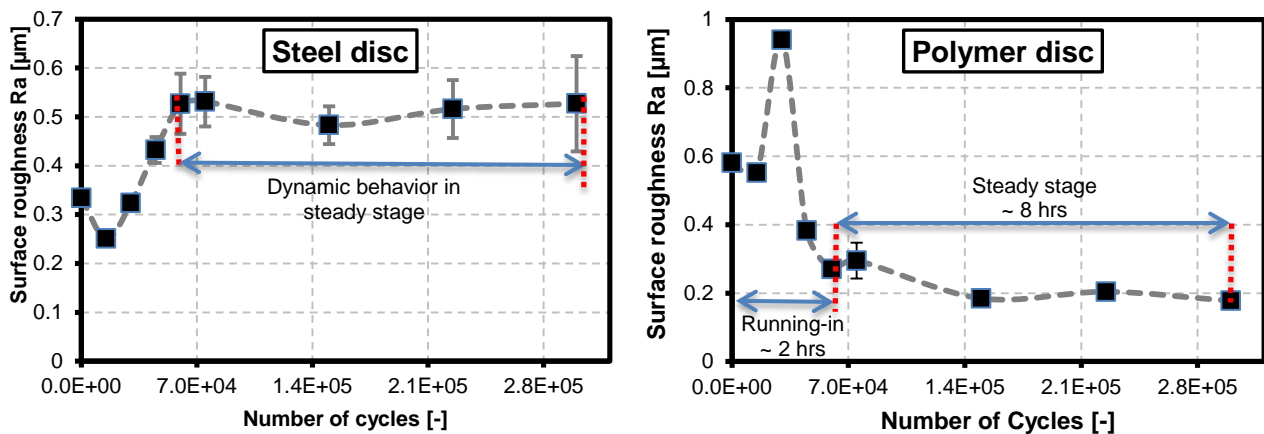 Steel disc
Surface roughness Ra [µm]
0.7
0.6
0.5
0.4
0.3
0.2
0.1
0
Dynamic behavior in
steady stage
0.0E+00 7.0E+04 1.4E+05 2.1E+05 2.8E+05
Number of cycles [-]
Polymer disc
Surface roughness Ra [µm]
1
0.8
0.6
0.4
0.2
0
Steady stage
~ 8 hrs
Running-in
~ 2 hrs
0.0E+00 7.0E+04 1.4E+05 2.1E+05 2.8E+05
Number of Cycles [-]